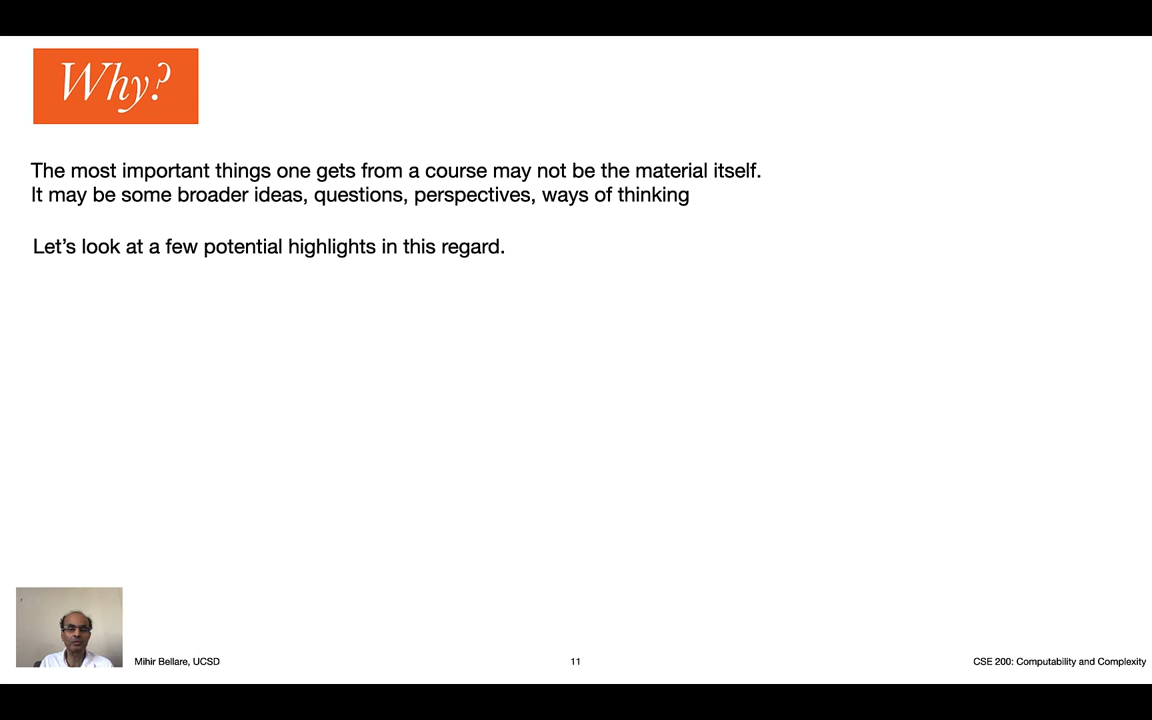 Why?
The most important things one gets from a course may not be the material itself.
It may be some broader ideas, questions, perspectives, ways of thinking
Let’s look at a few potential highlights in this regard.
Mihir Bellare, UCSD
11
CSE 200: Computability and Complexity